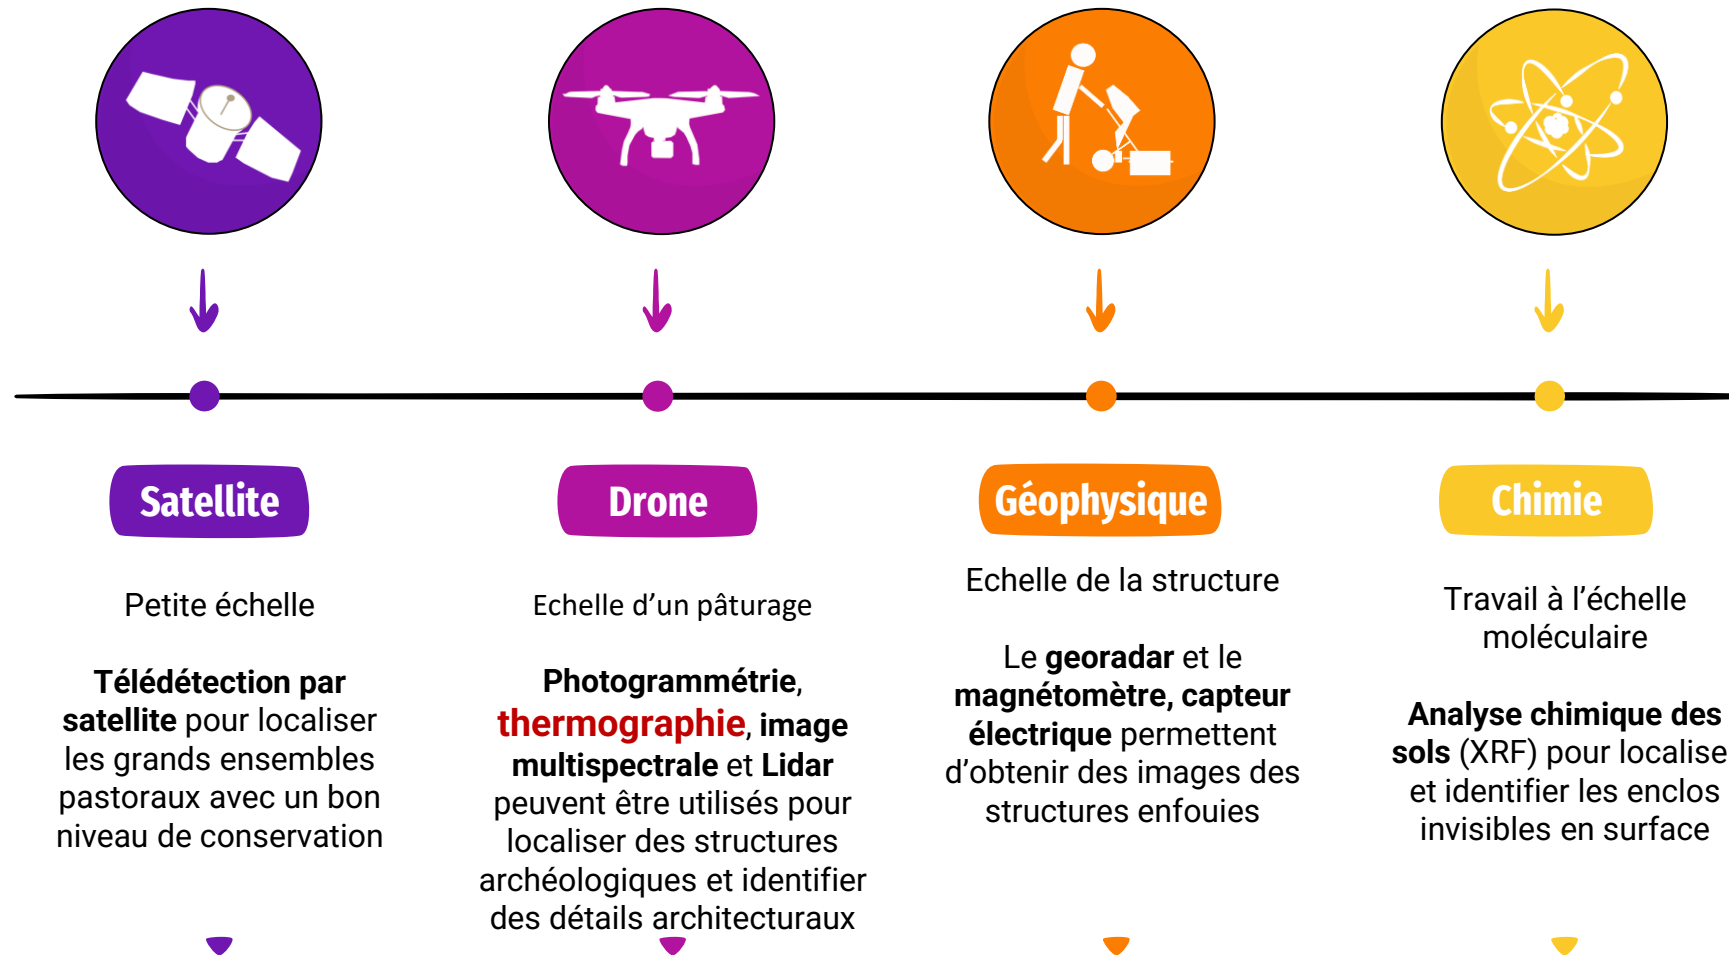 Satellite
Petite échelle
Télédétection par
satellite pour localiser
les grands ensembles
pastoraux avec un bon
niveau de conservation
Drone
Echelle d'un pâturage
Photogrammétrie,
thermographie, image
multispectrale et Lidar
peuvent être utilisés pour
localiser des structures
archéologiques et identifier
des détails architecturaux
Géophysique
Echelle de la structure
Le georadar et le
magnétomètre, capteur
électrique permettent
d'obtenir des images des
structures enfouies
Chimie
Travail à l'échelle
moléculaire
Analyse chimique des
sols (XRF) pour localise
et identifier les enclos
invisibles en surface